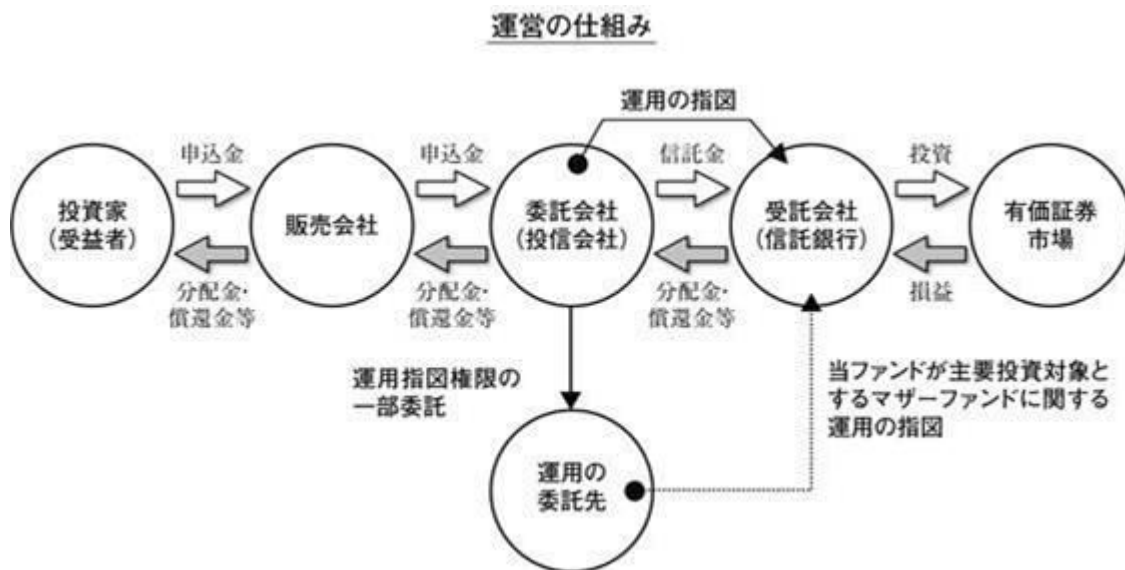 運営の仕組み
運用の指図
申込金
申込金
信託金
投資
投資家
（受益者）
販売会社
委託会社
（投信会社）
受託会社
（信託銀行）
有価証券
市場
分配金・
償還金等
分配金・
償還金等
分配金・
償還金等
損益
運用指図権限の
一部委託
当ファンドが主要投資対象と
するマザーファンドに関する
運用の指図
運用の
委託先